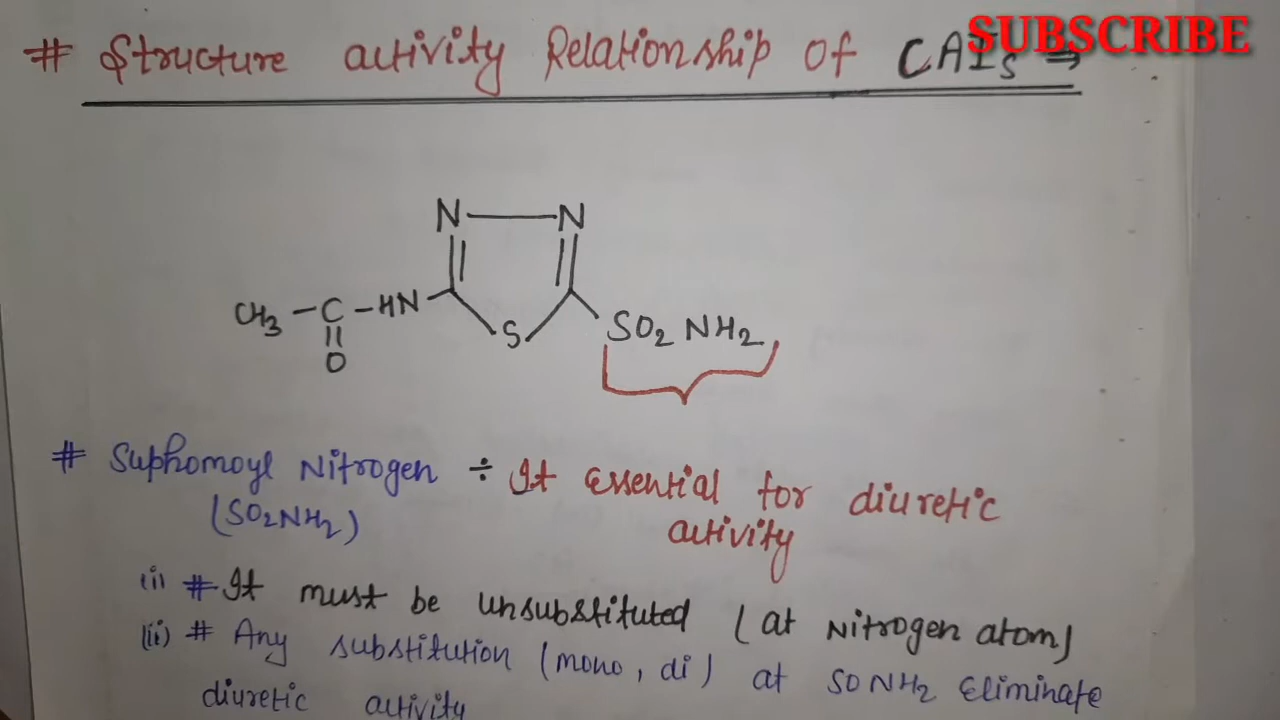 # Structure activity Relationship of CAIs ⇒
SUBSCRIBE
N N
CH3 - C - HN S SO2 NH2
O
# Suphomoyl Nitrogen ÷ It Essential for diuretic
(SO2NH2) activity
(i) # It must be unsubstituted (at Nitrogen atom)
(ii) # Any substitution (mono, di) at SONH2 Eliminate
diuretic activity